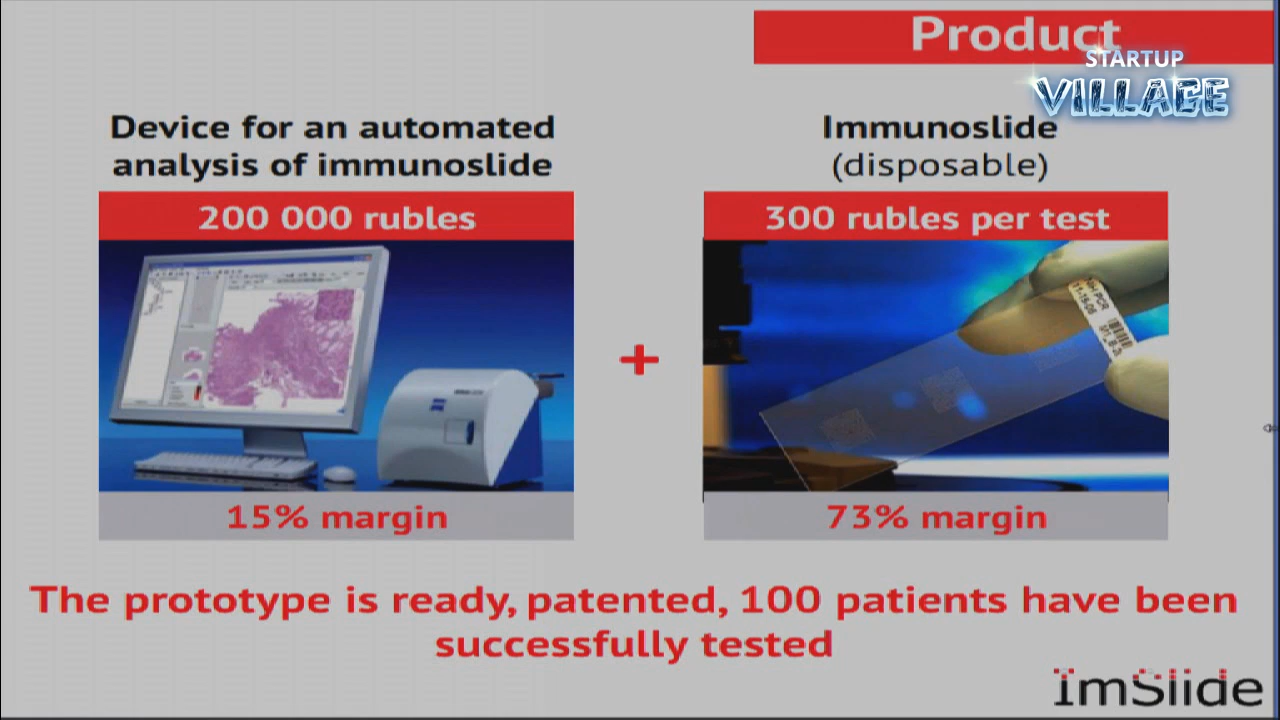 Product
STARTUP
VILLAGE
Device for an automated
analysis of immunoslide
200 000 rubles
15% margin
Immunoslide
(disposable)
300 rubles per test
PCR
73% margin
+
The prototype is ready, patented, 100 patients have been
successfully tested
ImSlide